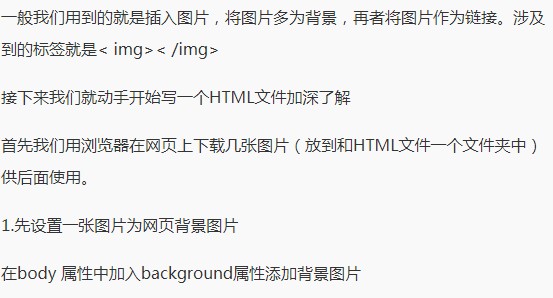 一般我们用到的就是插入图片，将图片多为背景，再者将图片作为链接。涉及
到的标签就是< img>< /img>
接下来我们就动手开始写一个HTML文件加深了解
首先我们用浏览器在网页上下载几张图片（放到和HTML文件一个文件夹中）
供后面使用。
1.先设置一张图片为网页背景图片
在body 属性中加入background属性添加背景图片